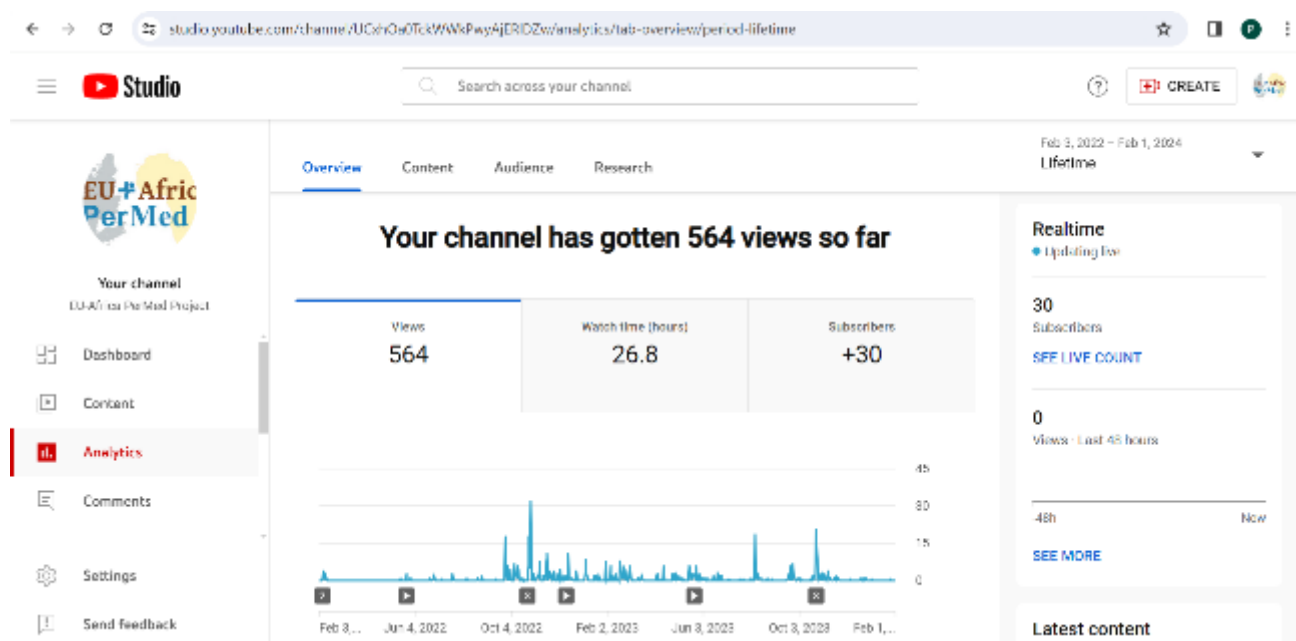 studio.youtube.com/channel/UCxhOa0TckWWkPwyAjERlDZw/analytics/tab-overview/period-lifetime
P
Studio
Search across your channel
CREATE
EU Afric
PerMed
Your channel
EU-Africa PerMed Project
Dashboard
Content
Analytics
Comments
Settings
Send feedback
Overview
Content
Audience
Research
Feb 3, 2022 – Feb 1, 2024
Lifetime
Your channel has gotten 564 views so far
Views
564
Watch time (hours)
26.8
Subscribers
+30
45
30
15
0
Feb 3,...
Jun 4, 2022
Oct 4, 2022
Feb 2, 2023
Jun 3, 2023
Oct 3, 2023
Feb 1,...
Realtime
Updating live
30
Subscribers
SEE LIVE COUNT
0
Views · Last 48 hours
-48h
Now
SEE MORE
Latest content